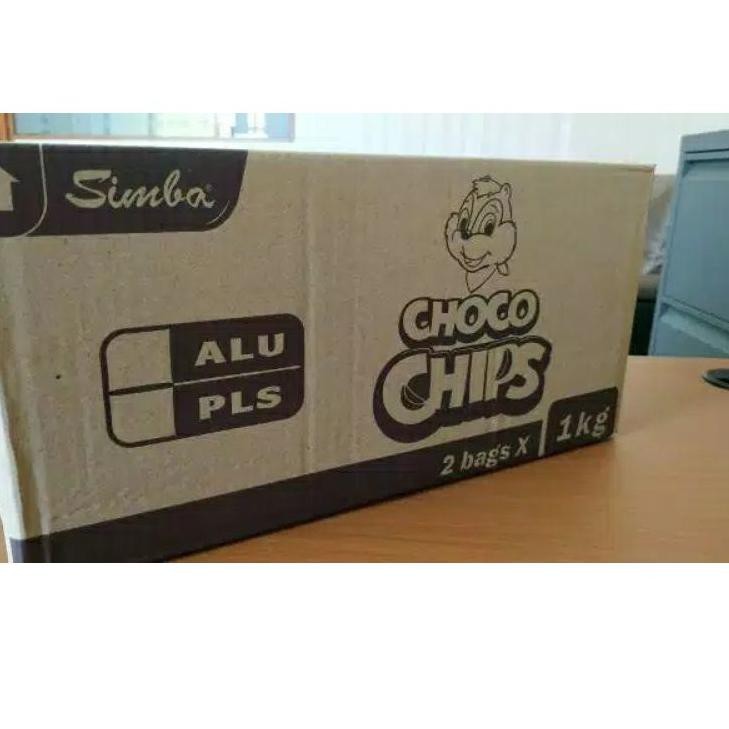 Simba
ALU
PLS
CHOCO
CHIPS
2 bags X 1kg